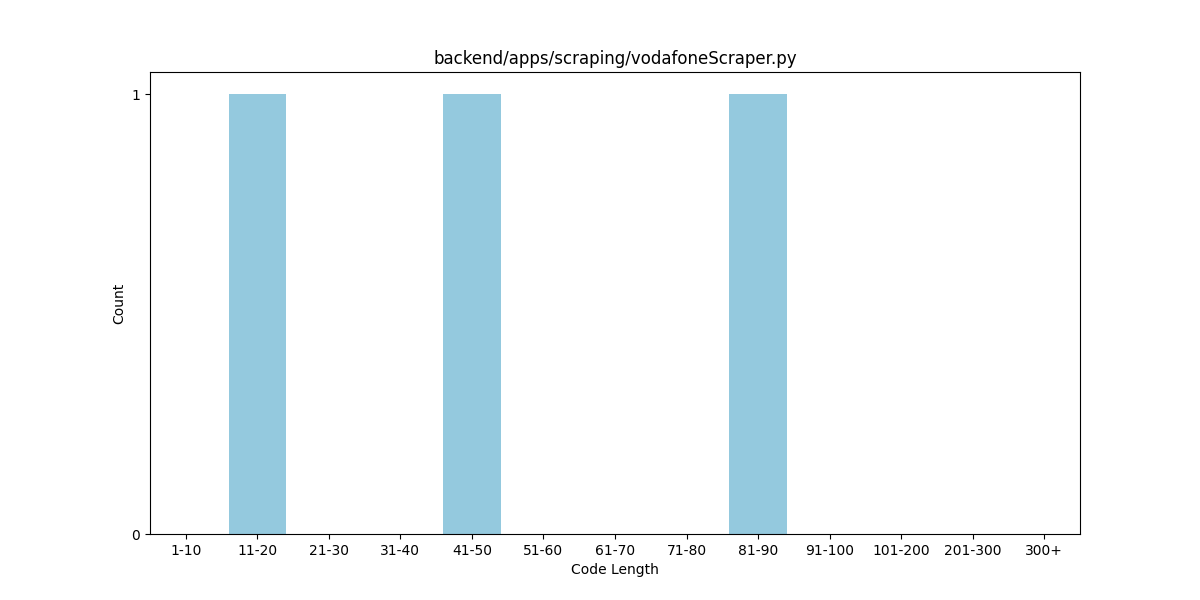 backend/apps/scraping/vodafoneScraper.py
1
Count
0
1-10 11-20 21-30 31-40 41-50 51-60 61-70 71-80 81-90 91-100 101-200 201-300 300+
Code Length